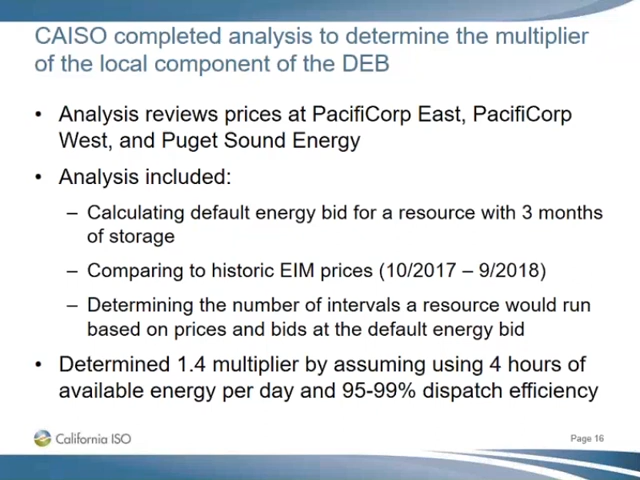 CAISO completed analysis to determine the multiplier
of the local component of the DEB
• Analysis reviews prices at PacifiCorp East, PacifiCorp
West, and Puget Sound Energy
• Analysis included:
– Calculating default energy bid for a resource with 3 months
of storage
– Comparing to historic EIM prices (10/2017 – 9/2018)
– Determining the number of intervals a resource would run
based on prices and bids at the default energy bid
• Determined 1.4 multiplier by assuming using 4 hours of
available energy per day and 95-99% dispatch efficiency
California ISO
Page 16